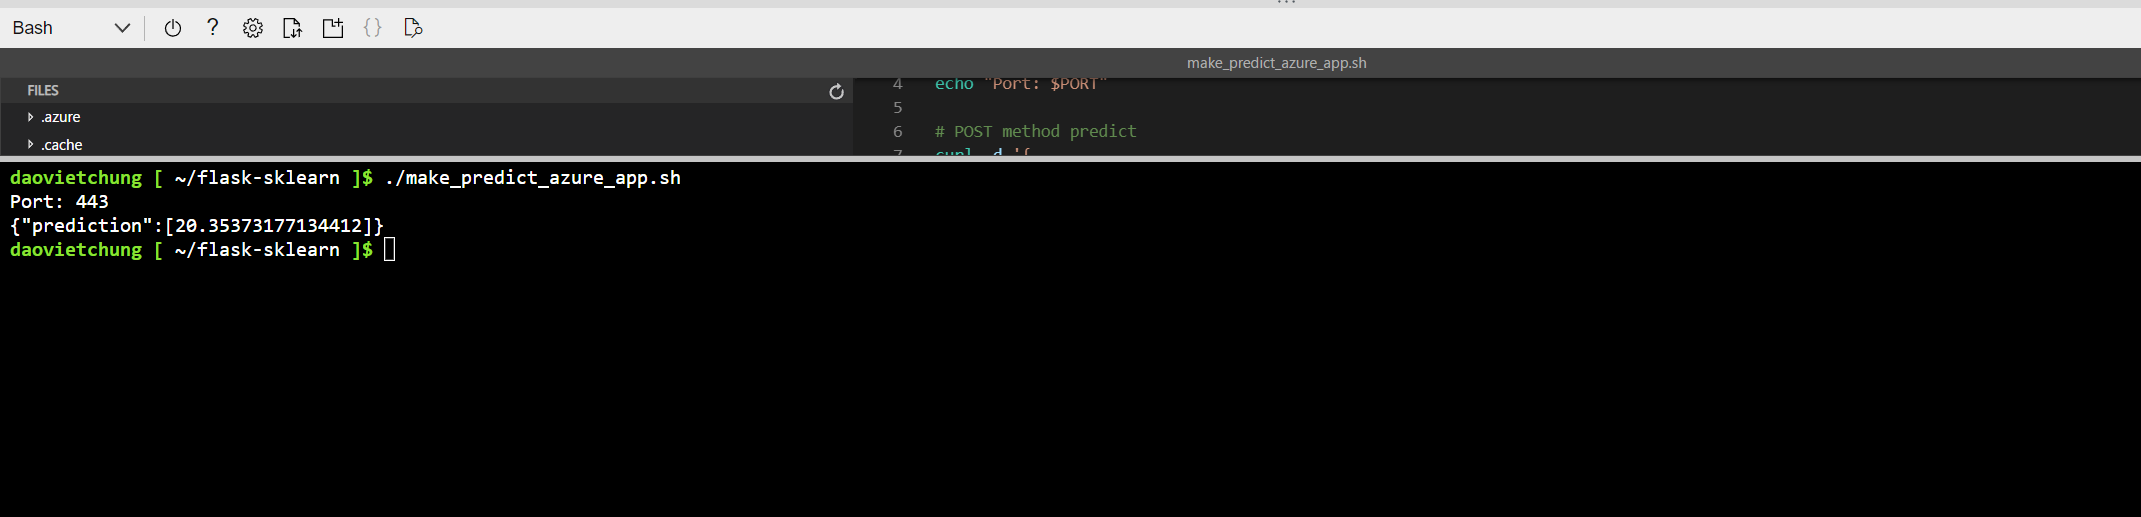 Bash
make_predict_azure_app.sh
FILES
.azure
.cache
4 echo "Port: $PORT"
5
6 # POST method predict
7 curl -d '{
daovietchung [ ~/flask-sklearn ]$ ./make_predict_azure_app.sh
Port: 443
{"prediction":[20.35373177134412]}
daovietchung [ ~/flask-sklearn ]$